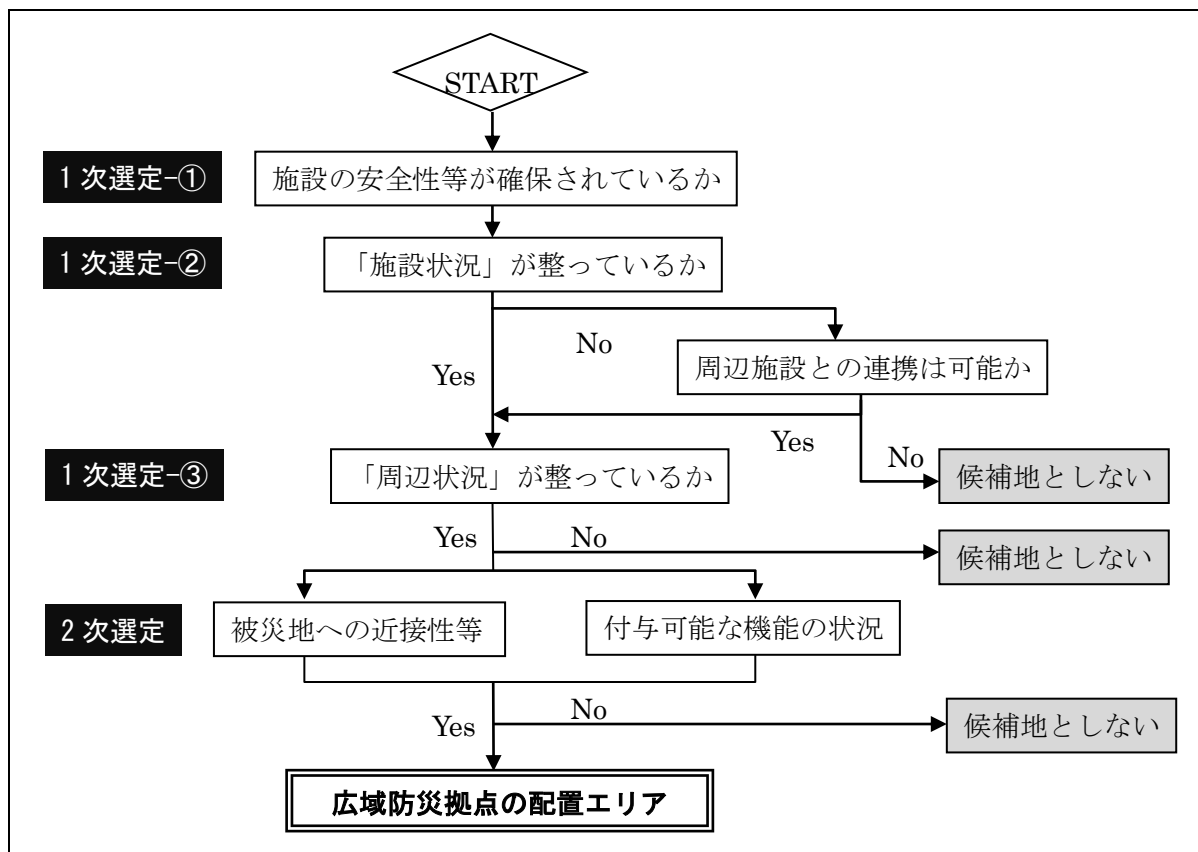 START
1次選定-①
施設の安全性等が確保されているか
1次選定-②
「施設状況」が整っているか
No
Yes
周辺施設との連携は可能か
Yes
No
1次選定-③
「周辺状況」が整っているか
候補地としない
Yes
No
候補地としない
2次選定
被災地への近接性等
付与可能な機能の状況
Yes
No
候補地としない
広域防災拠点の配置エリア